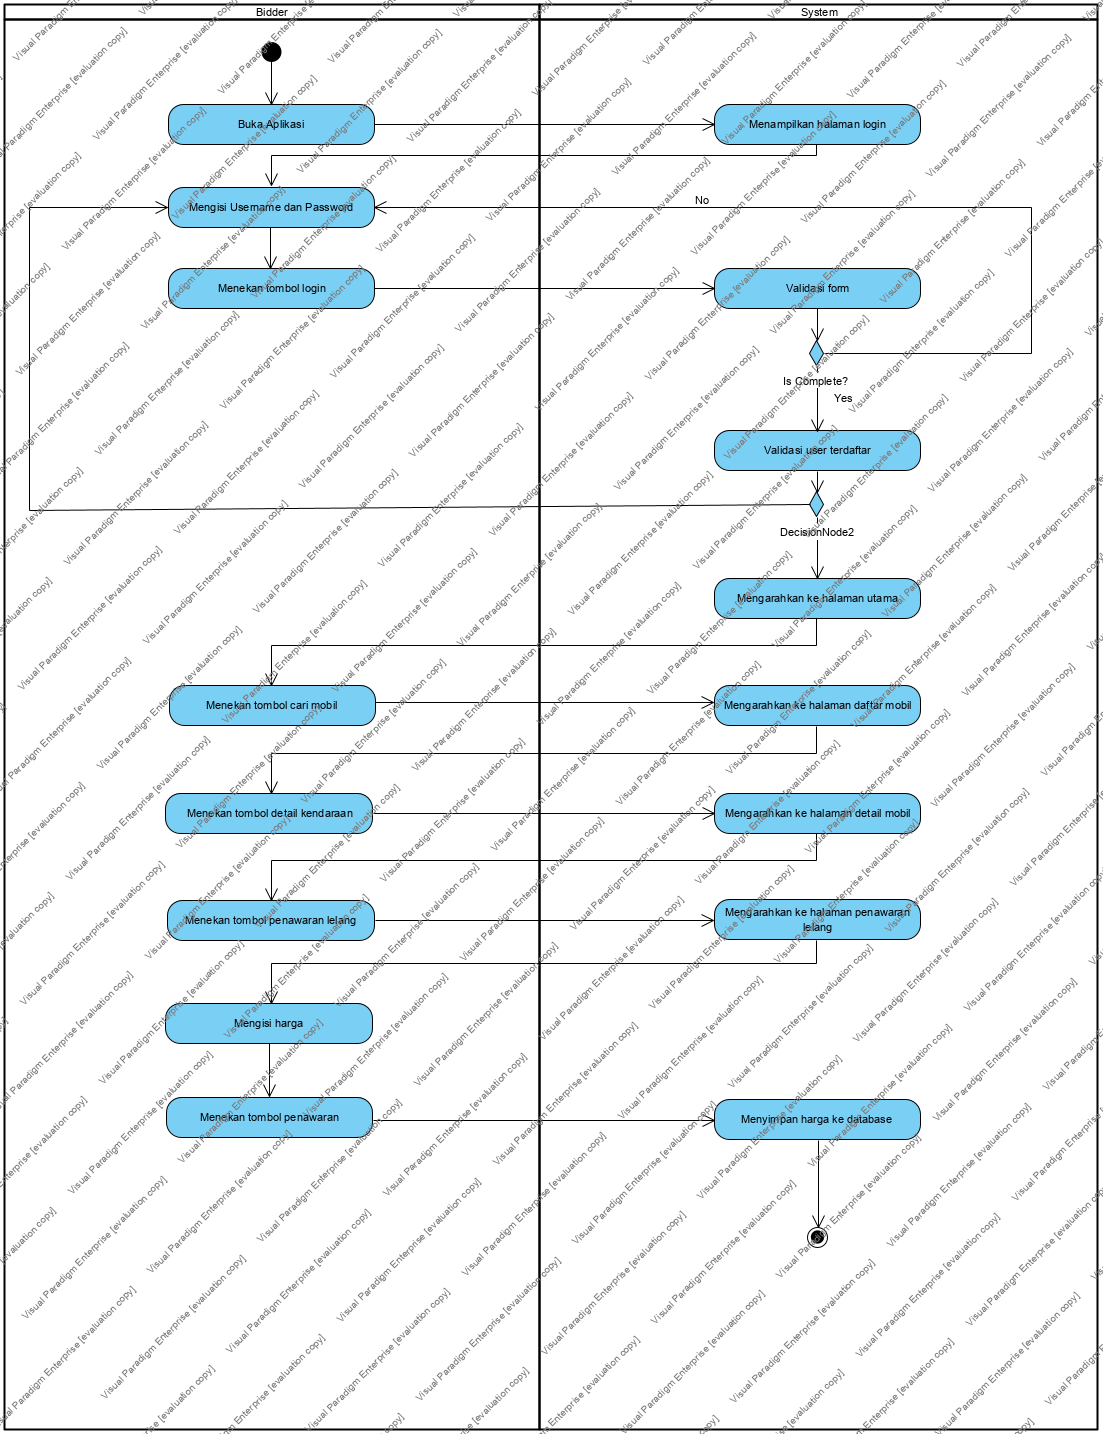 Bidder
System
Buka Aplikasi
Menampilkan halaman login
Mengisi Username dan Password
No
Menekan tombol login
Validasi form
Is Complete?
Yes
Validasi user terdaftar
DecisionNode2
Mengarahkan ke halaman utama
Menekan tombol cari mobil
Mengarahkan ke halaman daftar mobil
Menekan tombol detail kendaraan
Mengarahkan ke halaman detail mobil
Menekan tombol penawaran lelang
Mengarahkan ke halaman penawaran
lelang
Mengisi harga
Menekan tombol penawaran
Menyimpan harga ke database
Visual Paradigm Enterprise [evaluation copy]